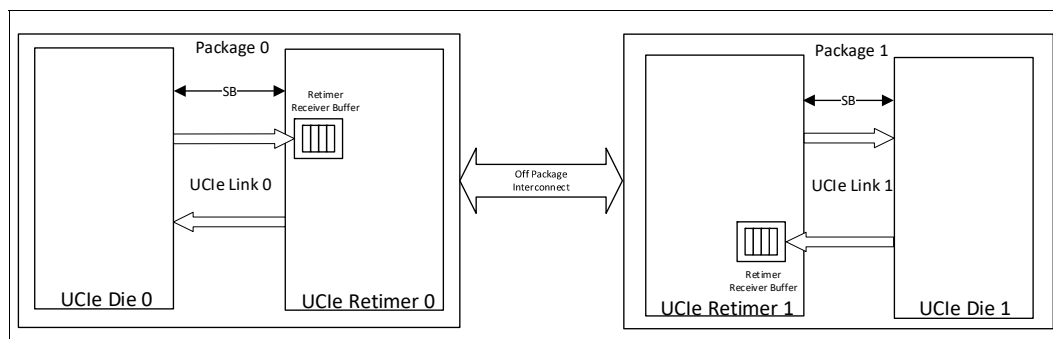 Package 0
SB
Retimer
Receiver Buffer
UCIe Link 0
UCIe Die 0
UCIe Retimer 0
Off Package
Interconnect
Package 1
SB
UCIe Link 1
Retimer
Receiver Buffer
UCIe Retimer 1
UCIe Die 1